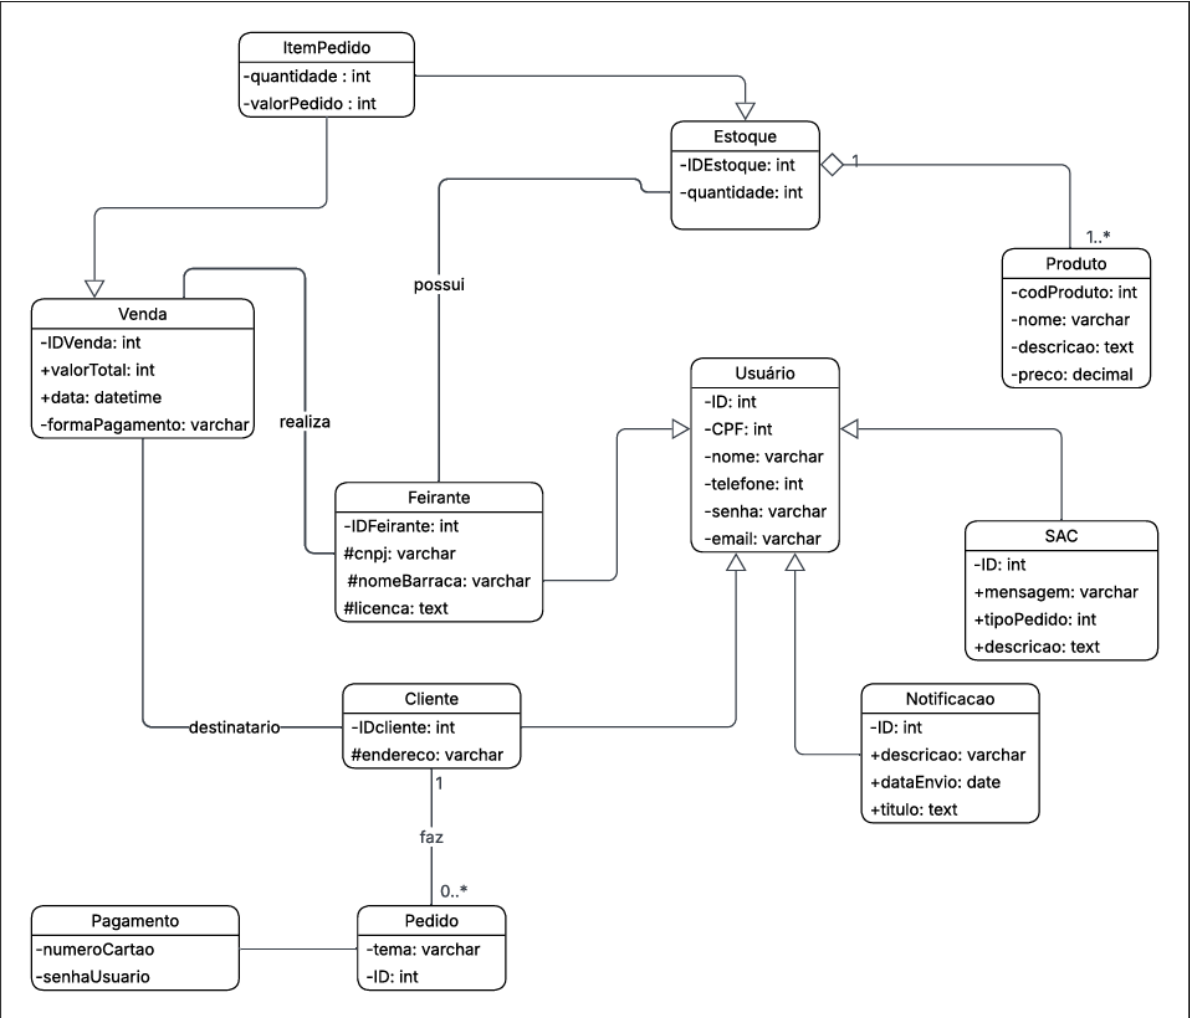 ItemPedido
-quantidade : int
-valorPedido : int
Estoque
-IDEstoque: int
-quantidade: int
1
1..*
Produto
-codProduto: int
-nome: varchar
-descricao: text
-preco: decimal
possui
Venda
-IDVenda: int
+valorTotal: int
+data: datetime
-formaPagamento: varchar
realiza
Usuário
-ID: int
-CPF: int
-nome: varchar
-telefone: int
-senha: varchar
-email: varchar
Feirante
-IDFeirante: int
#cnpj: varchar
#nomeBarraca: varchar
#licenca: text
SAC
-ID: int
+mensagem: varchar
+tipoPedido: int
+descricao: text
destinatario
Cliente
-IDcliente: int
#endereco: varchar
Notificacao
-ID: int
+descricao: varchar
+dataEnvio: date
+titulo: text
1
faz
0..*
Pagamento
-numeroCartao
-senhaUsuario
Pedido
-tema: varchar
-ID: int